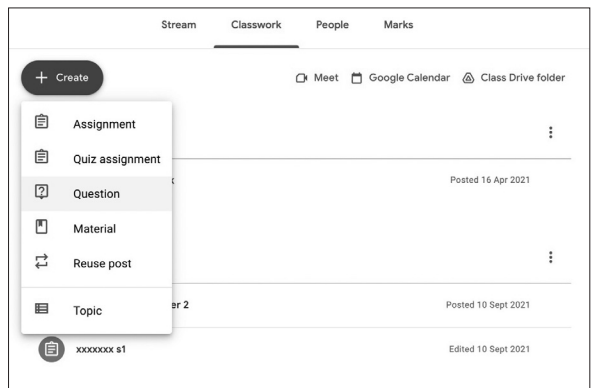 Stream Classwork People Marks
+ Create Meet Google Calendar Class Drive folder
Assignment
Quiz assignment
Posted 16 Apr 2021
Question
Material
Reuse post
Topic
er 2 Posted 10 Sept 2021
xxxxxxx s1 Edited 10 Sept 2021